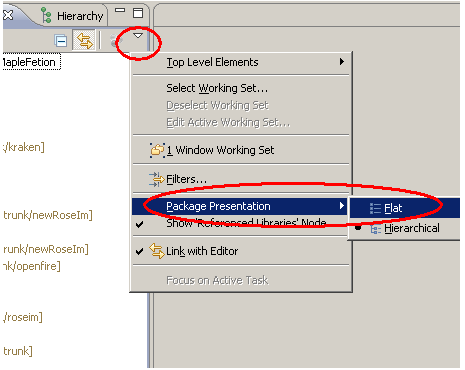 Hierarchy
MapleFetion
Top Level Elements
Select Working Set...
Deselect Working Set
Edit Active Working Set...
/kraken]
1 Window Working Set
Filters...
Package Presentation
Flat
trunk/newRoseIm]
Show 'Referenced Libraries' Node
Hierarchical
trunk/newRoseIm]
Link with Editor
nk/openfire]
Focus on Active Task
/roseim]
trunk]